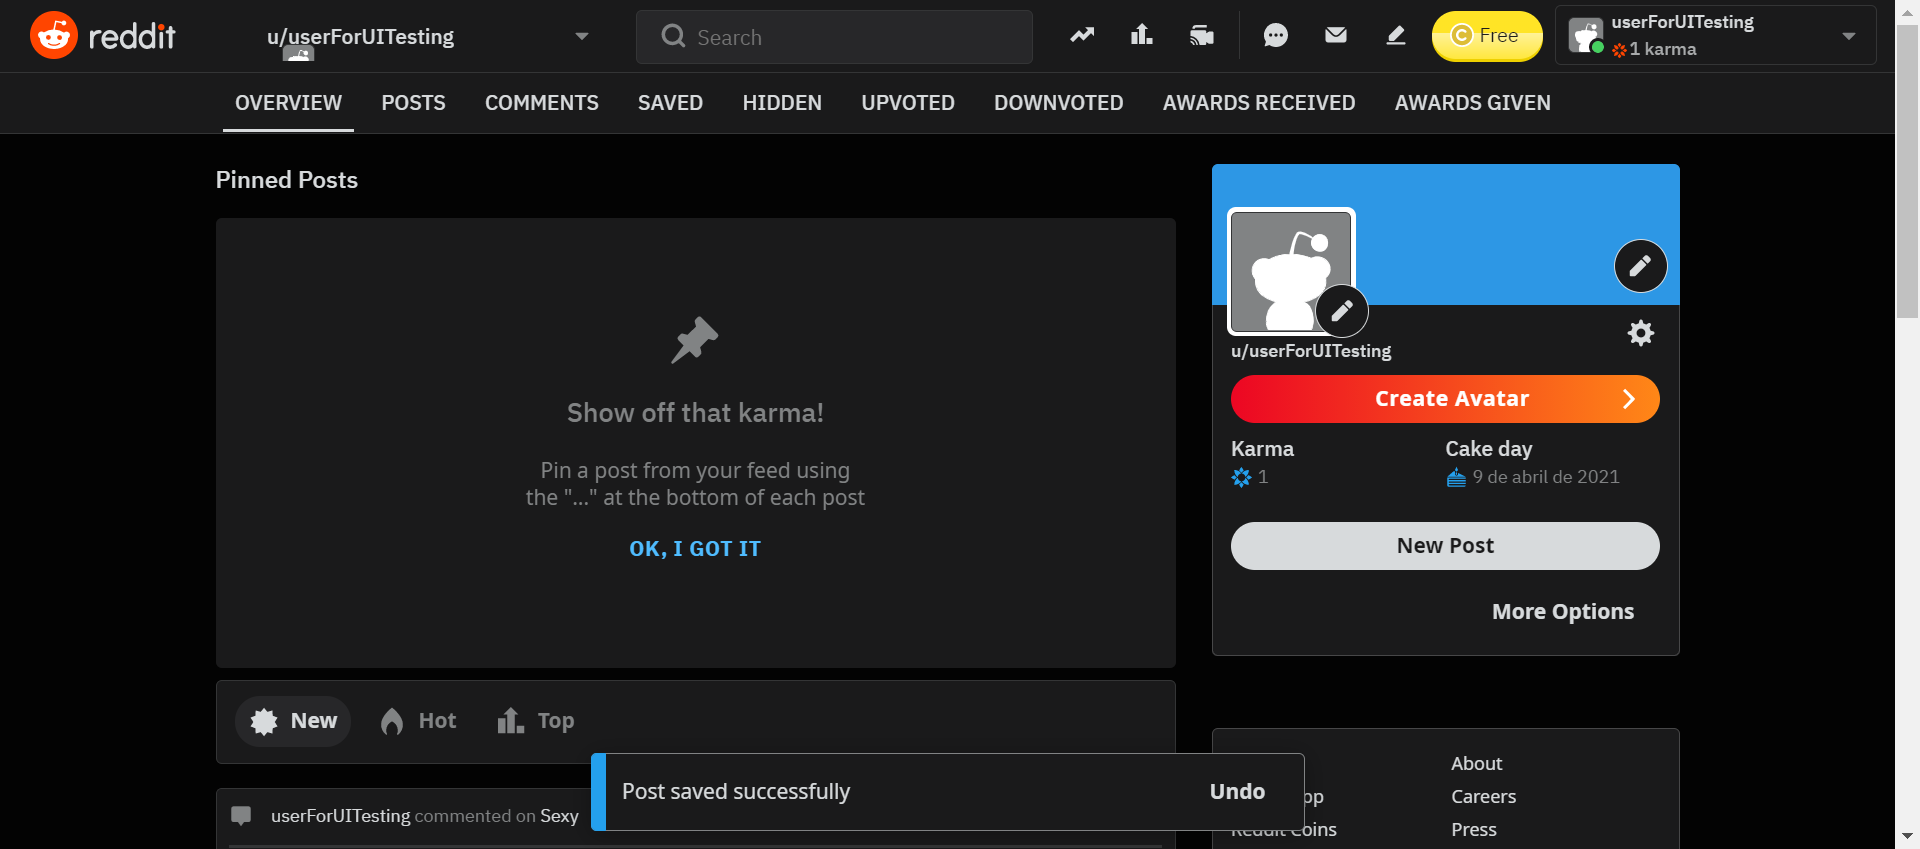 reddit
u/userForUITesting
Search
Free
userForUITesting
1 karma
OVERVIEW POSTS COMMENTS SAVED HIDDEN UPVOTED DOWNVOTED AWARDS RECEIVED AWARDS GIVEN
Pinned Posts
Show off that karma!
Pin a post from your feed using
the "..." at the bottom of each post
OK, I GOT IT
New Hot Top
userForUITesting commented on Sexy
Post saved successfully Undo
u/userForUITesting
Create Avatar
Karma Cake day
1 9 de abril de 2021
New Post
More Options
About
pp Careers
Reddit Coins Press